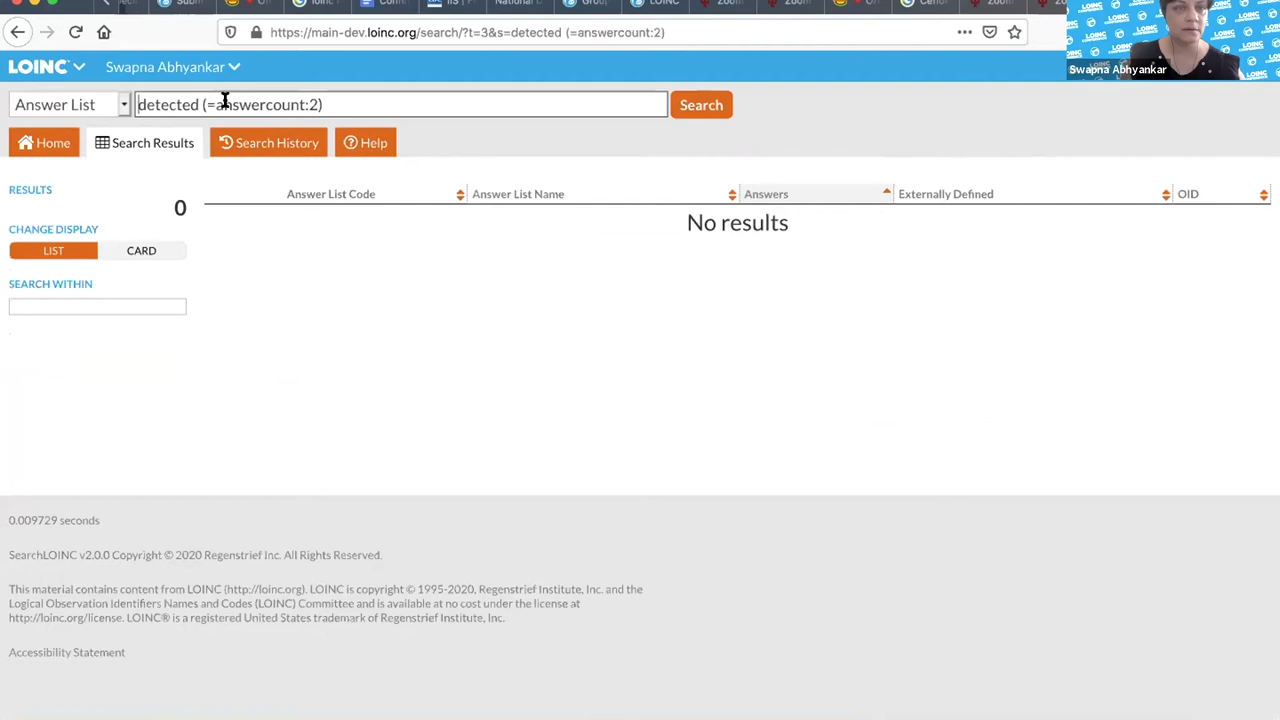 https://main-dev.loinc.org/search/?t=3&s=detected (=answercount:2)
LOINC Swapna Abhyankar
Swapna Abhyankar
Answer List detected (=answercount:2) Search
Home Search Results Search History Help
RESULTS
0
Answer List Code Answer List Name Answers Externally Defined OID
No results
CHANGE DISPLAY
LIST CARD
SEARCH WITHIN
0.009729 seconds
SearchLOINC v2.0.0 Copyright © 2020 Regenstrief Inc. All Rights Reserved.
This material contains content from LOINC (http://loinc.org). LOINC is copyright © 1995-2020, Regenstrief Institute, Inc. and the
Logical Observation Identifiers Names and Codes (LOINC) Committee and is available at no cost under the license at
http://loinc.org/license. LOINC® is a registered United States trademark of Regenstrief Institute, Inc.
Accessibility Statement